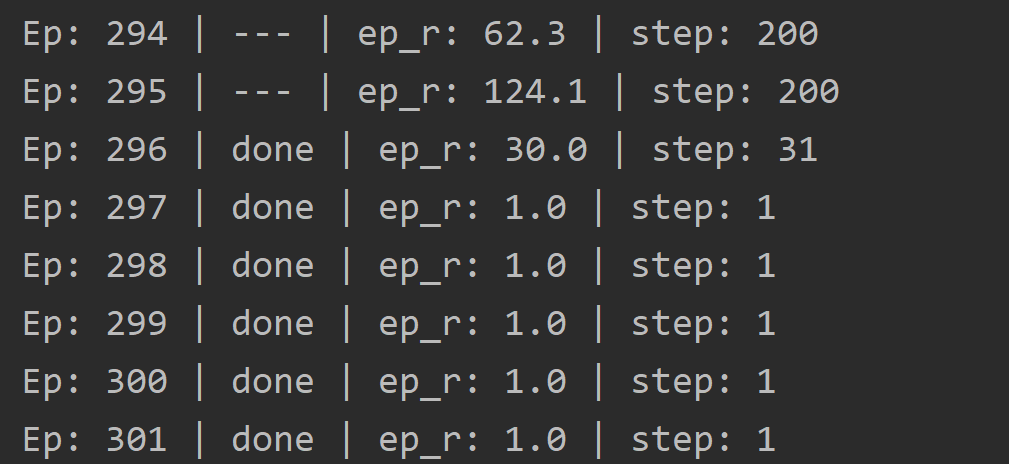 Ep: 294 | --- | ep_r: 62.3 | step: 200
Ep: 295 | --- | ep_r: 124.1 | step: 200
Ep: 296 | done | ep_r: 30.0 | step: 31
Ep: 297 | done | ep_r: 1.0 | step: 1
Ep: 298 | done | ep_r: 1.0 | step: 1
Ep: 299 | done | ep_r: 1.0 | step: 1
Ep: 300 | done | ep_r: 1.0 | step: 1
Ep: 301 | done | ep_r: 1.0 | step: 1